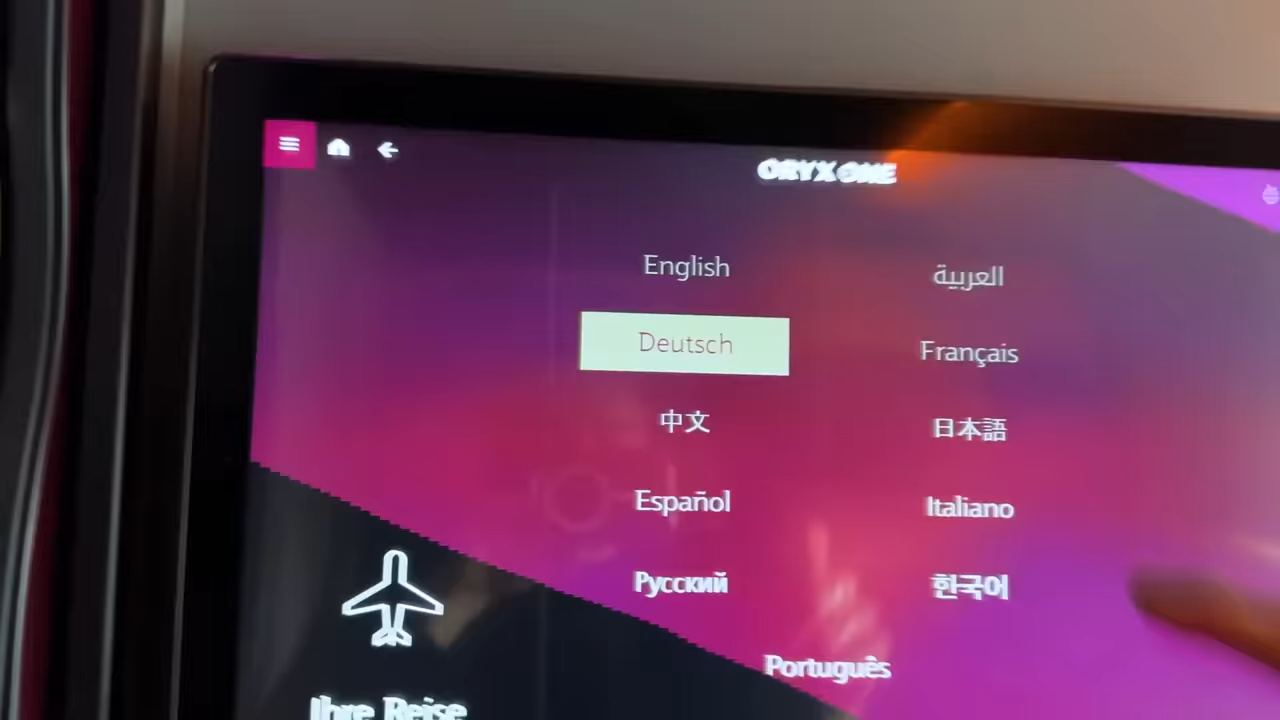 ORYX ONE
English
العربية
Deutsch
Français
中文
日本語
Español
Italiano
Русский
한국어
Português
Ihre Reise